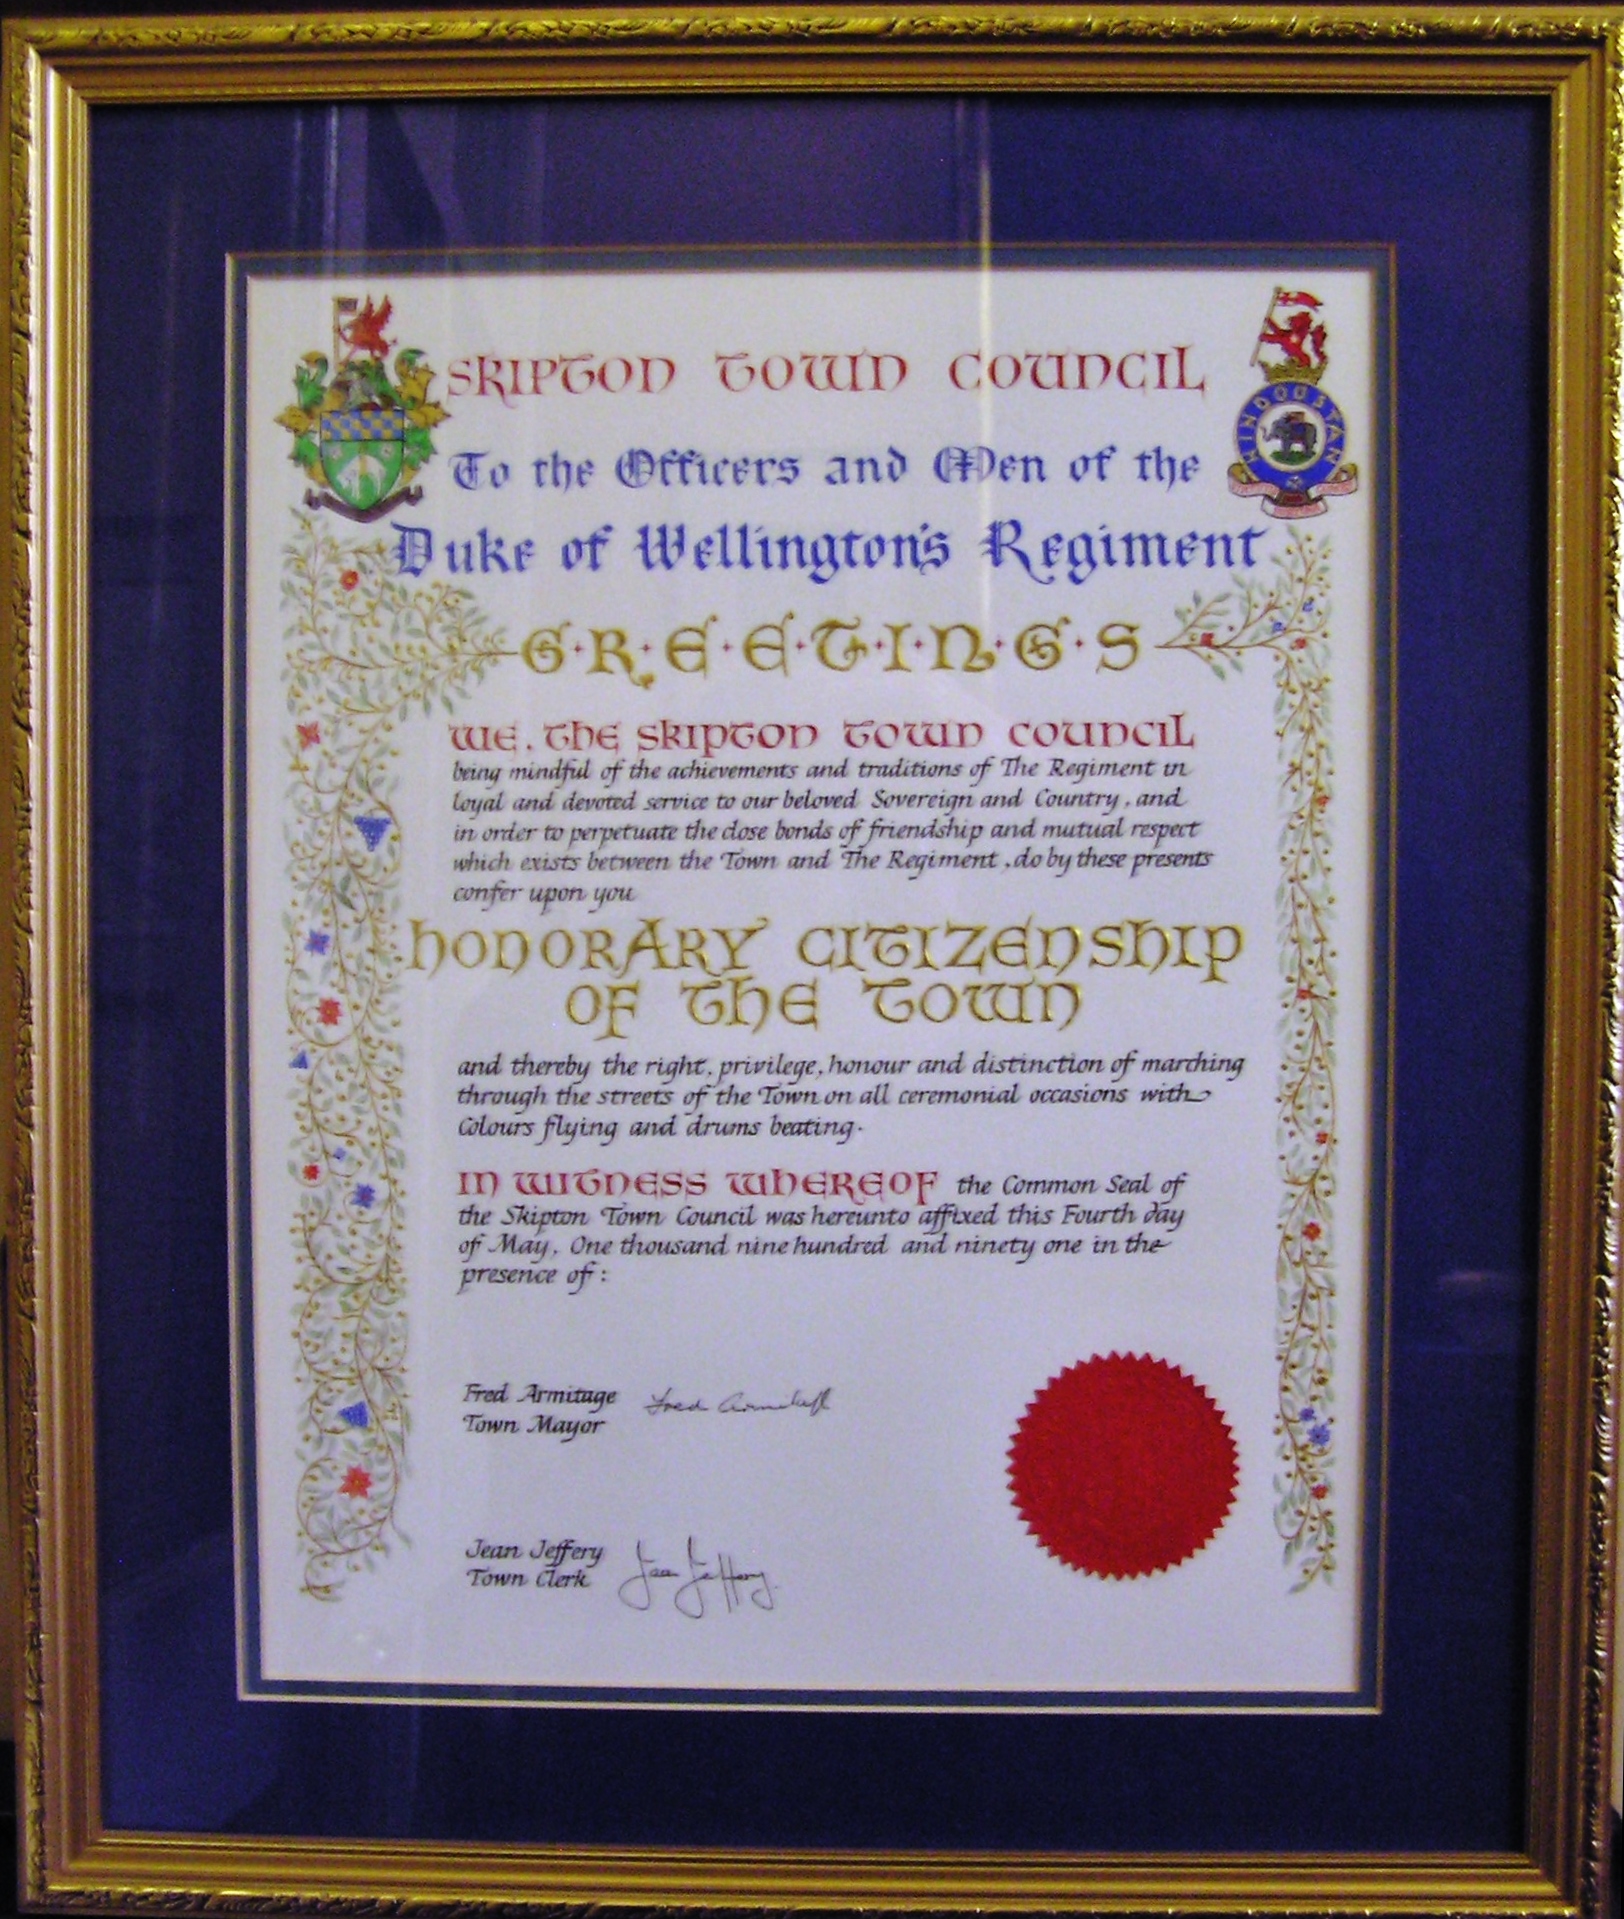 SKIPTON TOWN COUNCIL
HINDOUSTAN
To the Officers and Men of the
Duke of Wellington's Regiment
G·R·E·E·T·I·N·G·S
WE, THE SKIPTON TOWN COUNCIL
being mindful of the achievements and traditions of The Regiment in
loyal and devoted service to our beloved Sovereign and Country, and
in order to perpetuate the close bonds of friendship and mutual respect
which exists between the Town and The Regiment, do by these presents
confer upon you
HONORARY CITIZENSHIP
OF THE TOWN
and thereby the right, privilege, honour and distinction of marching
through the streets of the Town on all ceremonial occasions with
Colours flying and drums beating.
IN WITNESS WHEREOF the Common Seal of
the Skipton Town Council was hereunto affixed this Fourth day
of May, One thousand nine hundred and ninety one in the
presence of:
Fred Armitage Fred Armitage
Town Mayor
Jean Jeffery Jean Jeffery
Town Clerk